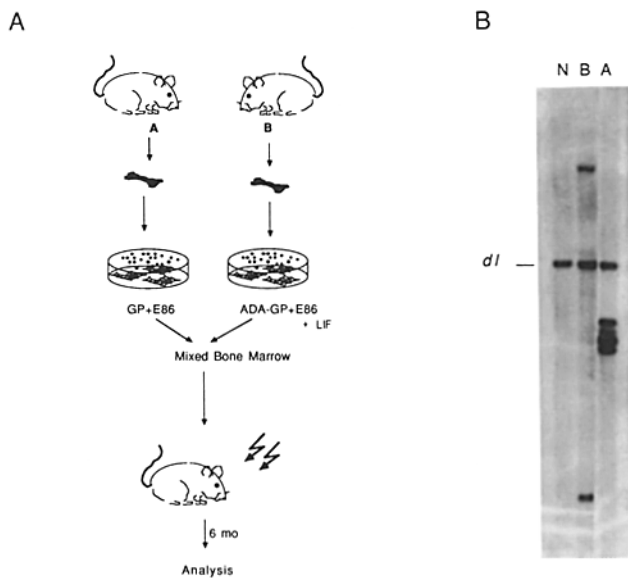 A
A
B
GP+E86
ADA-GP+E86
+ LIF
Mixed Bone Marrow
6 mo
Analysis
B
N B A
dl